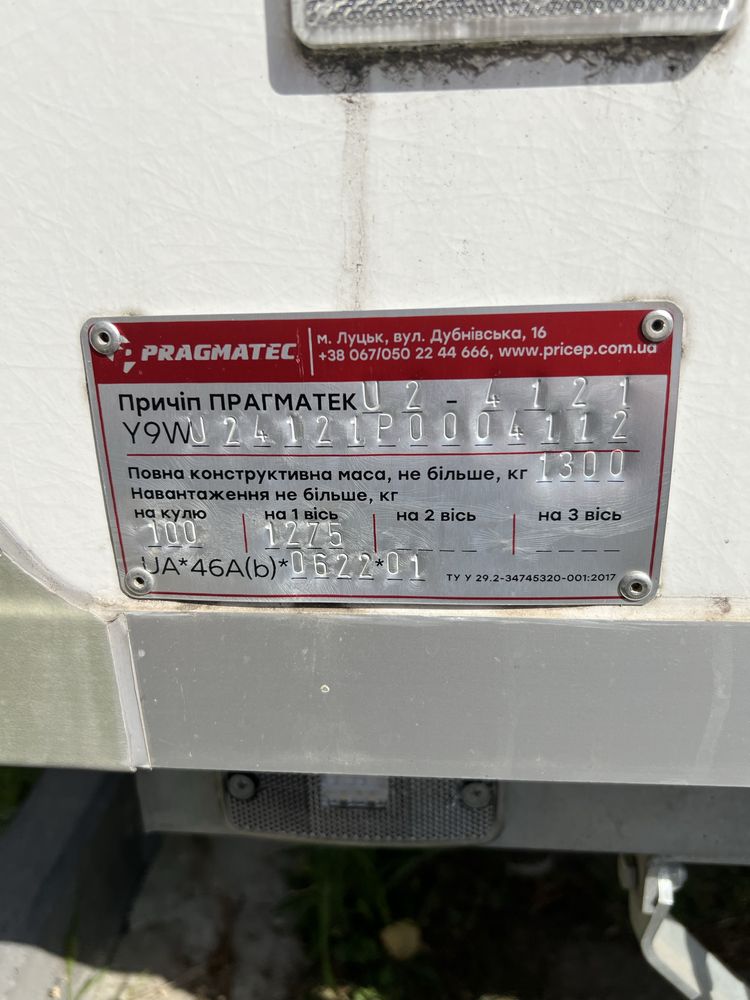 PRAGMATEC
м. Луцьк, вул. Дубнівська, 16
+38 067/050 22 44 666, www.pricep.com.ua
Причіп ПРАГМАТЕК U2-4121
Y9WU24121P0004112
Повна конструктивна маса, не більше, кг 1300
Навантаження не більше, кг
на кулю на 1 вісь на 2 вісь на 3 вісь
100 1275
UA*46A(b)*0622*01 ТУ У 29.2-34745320-001:2017